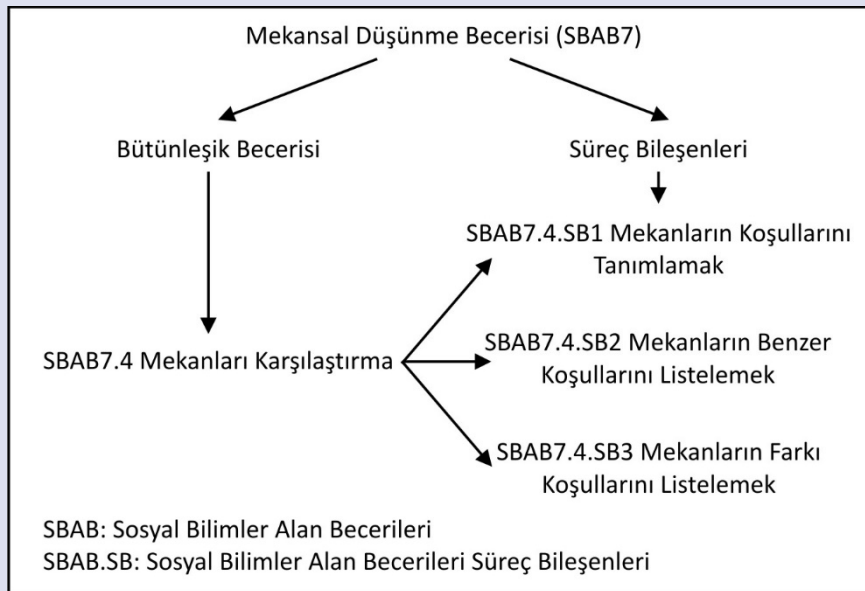 Mekansal Düşünme Becerisi (SBAB7)
Bütünleşik Becerisi
Süreç Bileşenleri
SBAB7.4 Mekanları Karşılaştırma
SBAB7.4.SB1 Mekanların Koşullarını
Tanımlamak
SBAB7.4.SB2 Mekanların Benzer
Koşullarını Listelemek
SBAB7.4.SB3 Mekanların Farkı
Koşullarını Listelemek
SBAB: Sosyal Bilimler Alan Becerileri
SBAB.SB: Sosyal Bilimler Alan Becerileri Süreç Bileşenleri